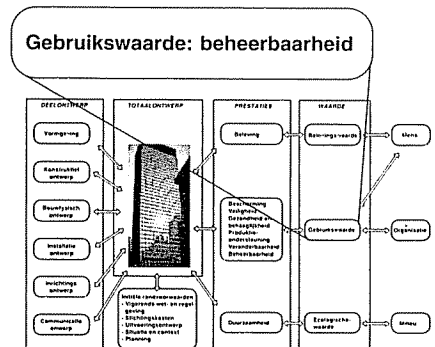 Gebruikswaarde: beheerbaarheid
DEELONTWERP
TOTAALONTWERP
PRESTATIES
WAARDE
Vormgeving
Konstruktief
ontwerp
Bouwfysisch
ontwerp
Installatie
ontwerp
Inrichtings
ontwerp
Communicatie
ontwerp
Initiële randvoorwaarden
- Vigerende wet- en regel
geving
- Stichtingskosten
- Uitvoeringsontwerp
- Situatie en context
- Planning
Beleving
Bescherming
Veiligheid
Gezondheid en
behaaglijkheid
Produktie-
ondersteuning
Veranderbaarheid
Beheerbaarheid
Duurzaamheid
Belevingswaarde
Gebruikswaarde
Ecologische
waarde
Mens
Organisatie
Milieu